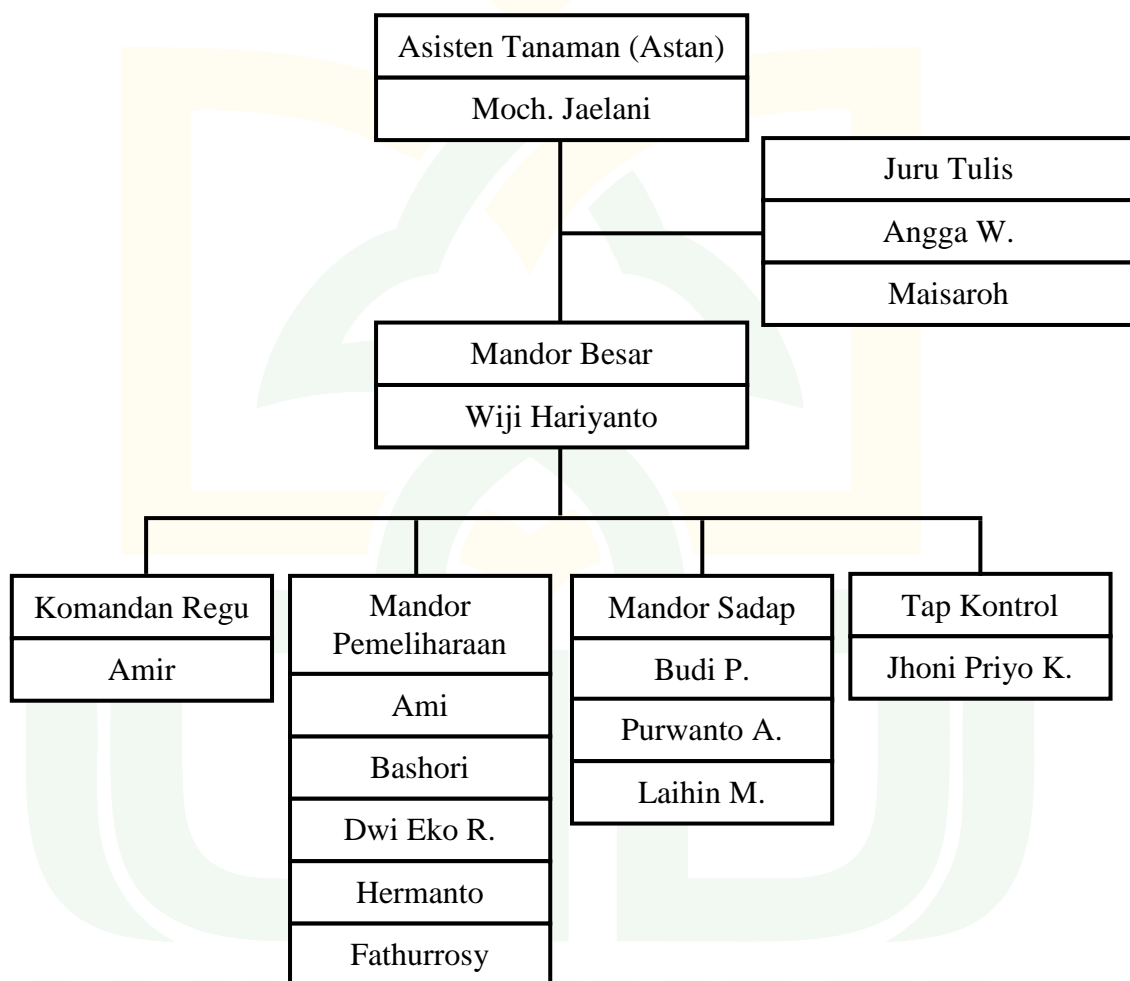 Asisten Tanaman (Astan)
Moch. Jaelani
Juru Tulis
Angga W.
Maisaroh
Mandor Besar
Wiji Hariyanto
Komandan Regu
Amir
Mandor
Pemeliharaan
Ami
Bashori
Dwi Eko R.
Hermanto
Fathurrosy
Mandor Sadap
Budi P.
Purwanto A.
Laihin M.
Tap Kontrol
Jhoni Priyo K.